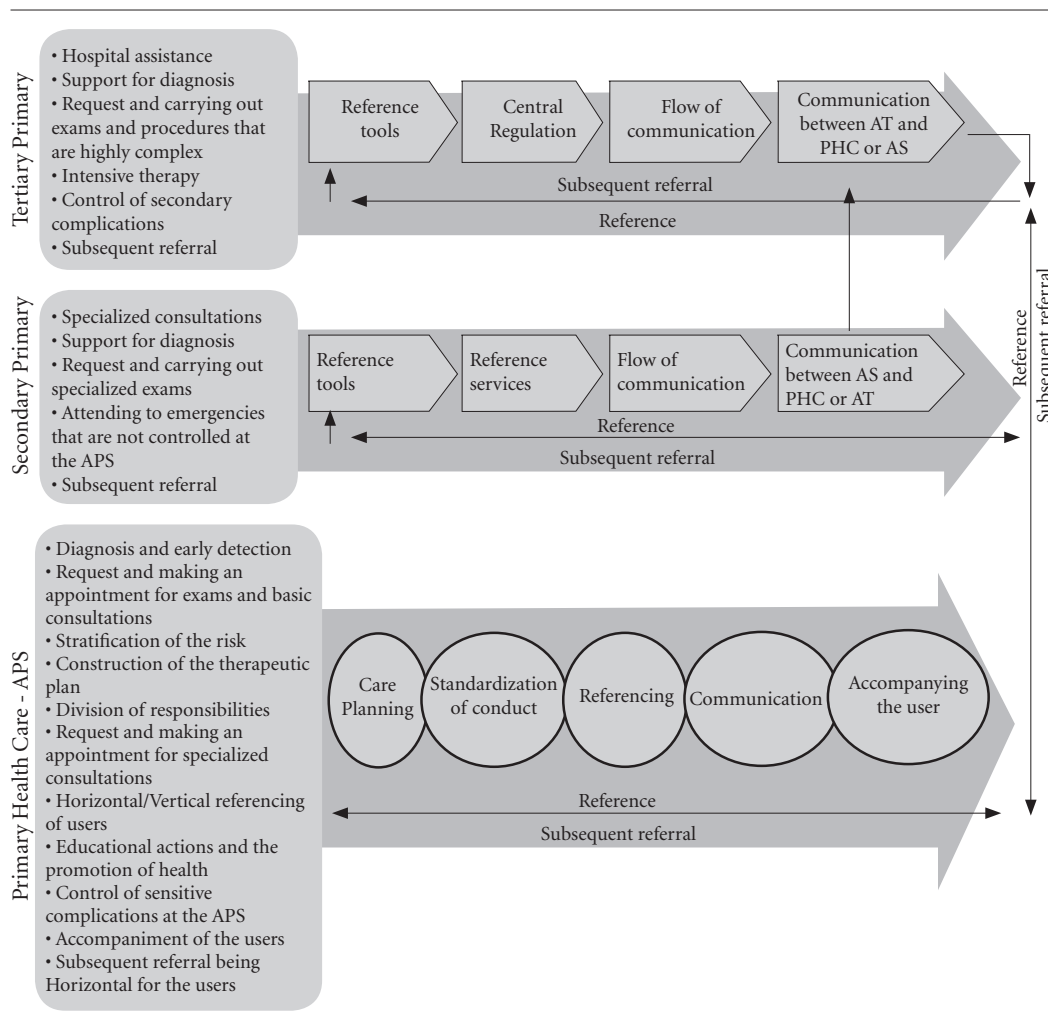 Tertiary Primary
• Hospital assistance
• Support for diagnosis
• Request and carrying out
exams and procedures that
are highly complex
• Intensive therapy
• Control of secondary
complications
• Subsequent referral
Reference
tools
Central
Regulation
Flow of
communication
Communication
between AT and
PHC or AS
Subsequent referral
Reference
Secondary Primary
• Specialized consultations
• Support for diagnosis
• Request and carrying out
specialized exams
• Attending to emergencies
that are not controlled at
the APS
• Subsequent referral
Reference
tools
Reference
services
Flow of
communication
Communication
between AS and
PHC or AT
Reference
Subsequent referral
Reference
Subsequent referral
Primary Health Care - APS
• Diagnosis and early detection
• Request and making an
appointment for exams and basic
consultations
• Stratification of the risk
• Construction of the therapeutic
plan
• Division of responsibilities
• Request and making an
appointment for specialized
consultations
• Horizontal/Vertical referencing
of users
• Educational actions and the
promotion of health
• Control of sensitive
complications at the APS
• Accompaniment of the users
• Subsequent referral being
Horizontal for the users
Care
Planning
Standardization
of conduct
Referencing
Communication
Accompanying
the user
Reference
Subsequent referral